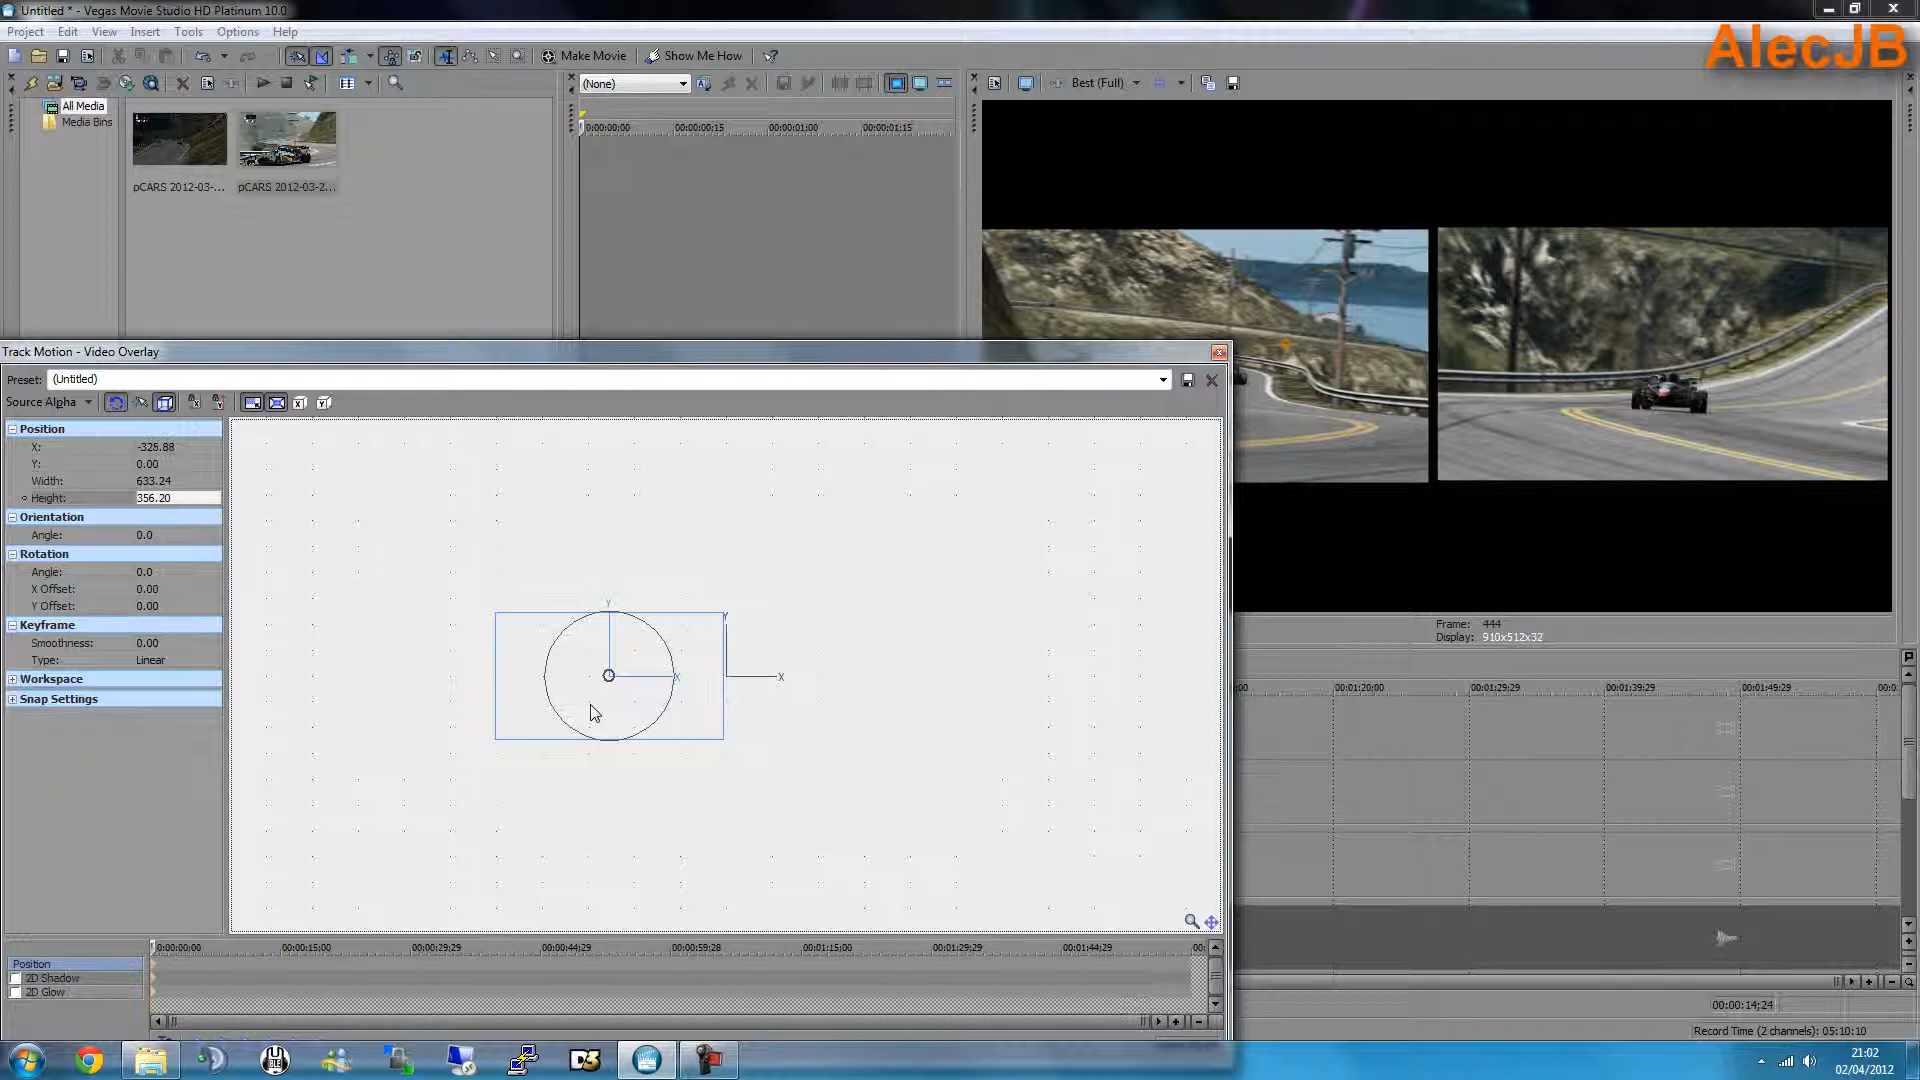 Untitled * - Vegas Movie Studio HD Platinum 10.0
AlecJB
Project Edit View Insert Tools Options Help
Make Movie Show Me How
(None) Best (Full)
All Media
Media Bins
pCARS 2012-03-... pCARS 2012-03-2...
0:00:00:00 00:00:00:15 00:00:01:00 00:00:01:15
Track Motion - Video Overlay
Preset: (Untitled)
Source Alpha
Position
X: -325.88
Y: 0.00
Width: 633.24
Height: 356.20
Orientation
Angle: 0.0
Rotation
Angle: 0.0
X Offset: 0.00
Y Offset: 0.00
Keyframe
Smoothness: 0.00
Type: Linear
Workspace
Snap Settings
Y Y
X X
Frame: 444
Display: 910x512x32
:00 00:01:20:00 00:01:29:29 00:01:39:29 00:01:49:29 00:0
0:00:00:00 00:00:15:00 00:00:29:29 00:00:44:29 00:00:59:28 00:01:15:00 00:01:29:29 00:01:44:29 00:
Position
2D Shadow
2D Glow
00:00:14;24
Record Time (2 channels): 05:10:10
21:02
02/04/2012